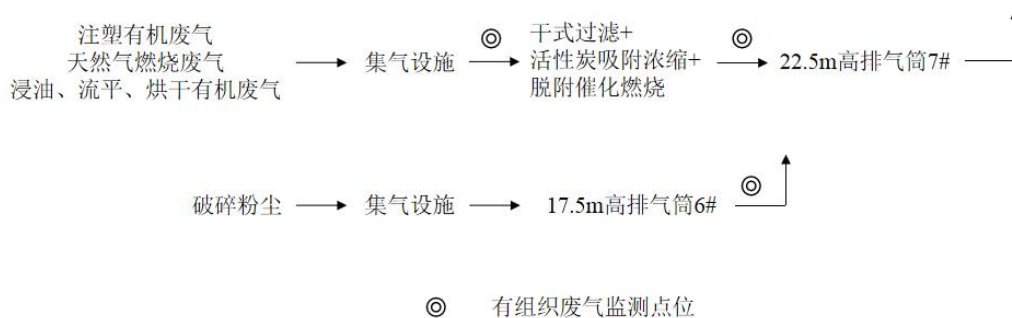 注塑有机废气
天然气燃烧废气
浸油、流平、烘干有机废气
集气设施
干式过滤+
活性炭吸附浓缩+
脱附催化燃烧
22.5m高排气筒7#
破碎粉尘
集气设施
17.5m高排气筒6#
有组织废气监测点位